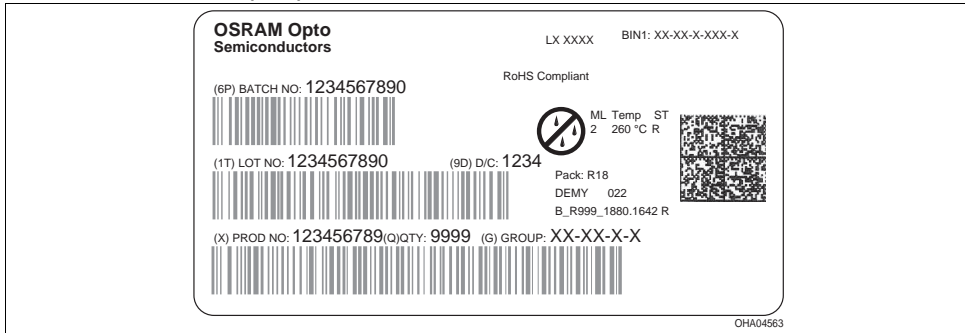 OSRAM Opto
Semiconductors
LX XXXX
BIN1: XX-XX-X-XXX-X
RoHS Compliant
(6P) BATCH NO: 1234567890
ML Temp ST
2 260 °C R
(1T) LOT NO: 1234567890
(9D) D/C: 1234
Pack: R18
DEMY 022
B_R999_1880.1642 R
(X) PROD NO: 123456789(Q)QTY: 9999 (G) GROUP: XX-XX-X-X
OHA04563